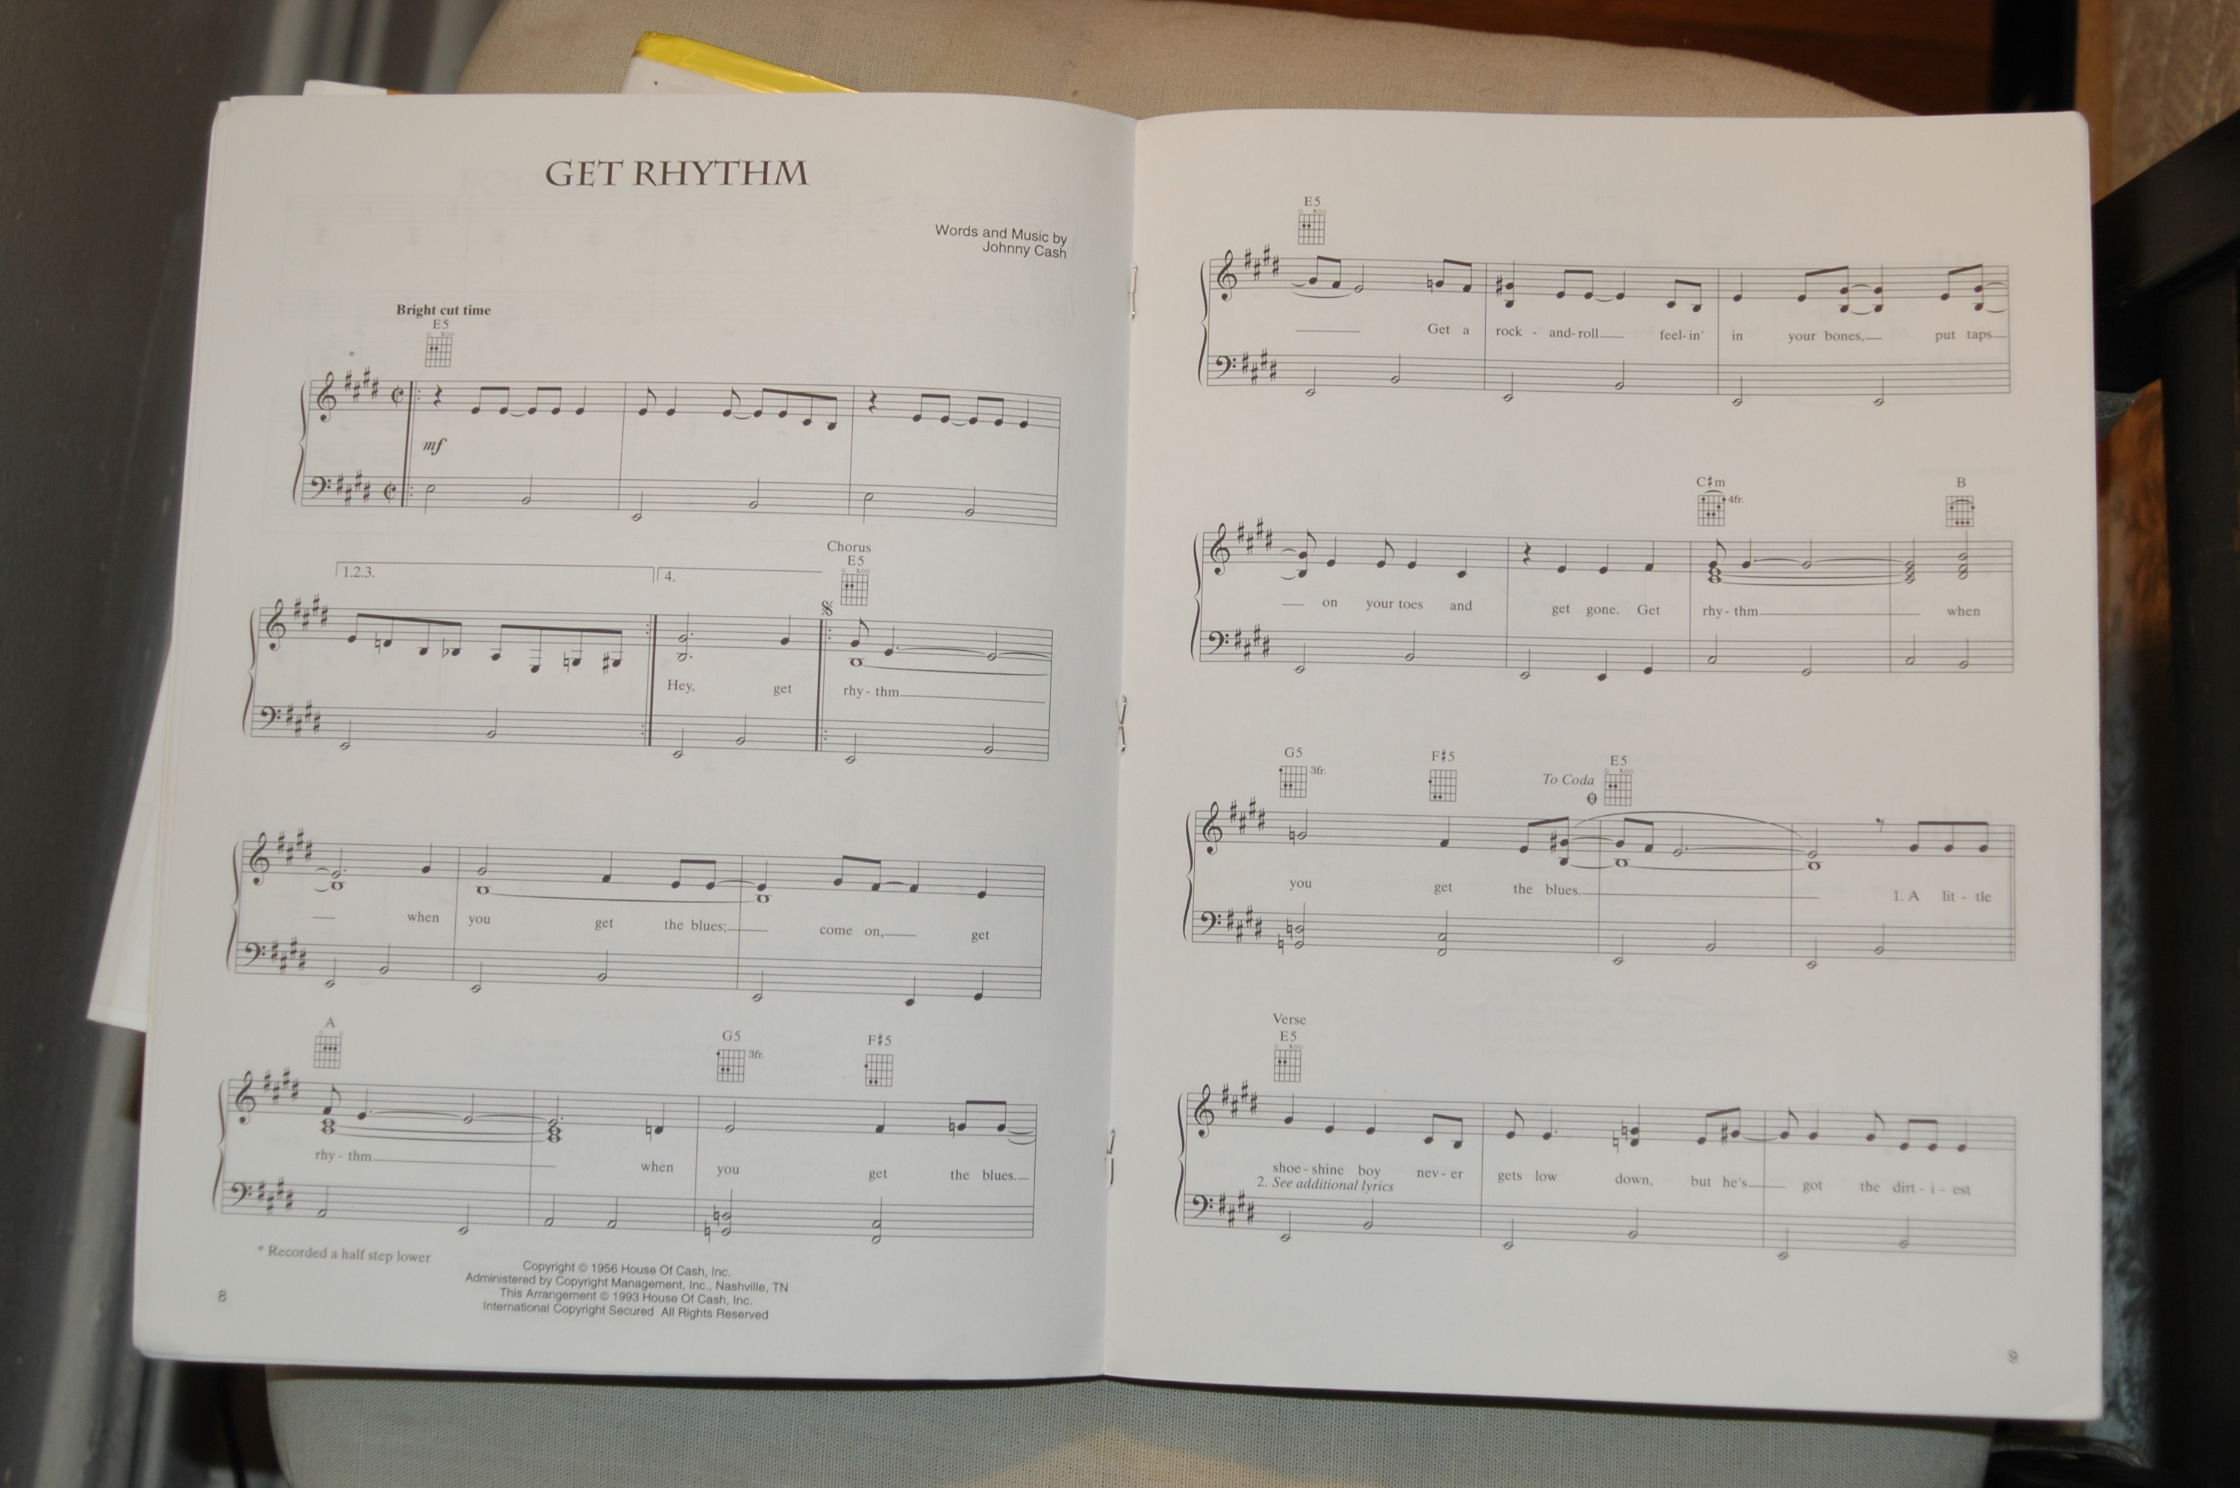 GET RHYTHM
Words and Music by
Johnny Cash
Bright cut time
E5
mf
1.2.3.
4.
Chorus
E5
Hey, get rhy - thm
when you get the blues; come on, get
A
G5 3fr.
F♯5
rhy - thm when you get the blues.
* Recorded a half step lower
Copyright © 1956 House Of Cash, Inc.
Administered by Copyright Management, Inc., Nashville, TN
This Arrangement © 1993 House Of Cash, Inc.
International Copyright Secured All Rights Reserved
8
E5
Get a rock - and - roll feel - in' in your bones, put taps
C♯m 4fr.
B
on your toes and get gone. Get rhy - thm when
G5 3fr.
F♯5
To Coda
E5
you get the blues. 1. A lit - tle
Verse
E5
shoe - shine boy nev - er gets low down, but he's got the dirt - i - est
2. See additional lyrics
9